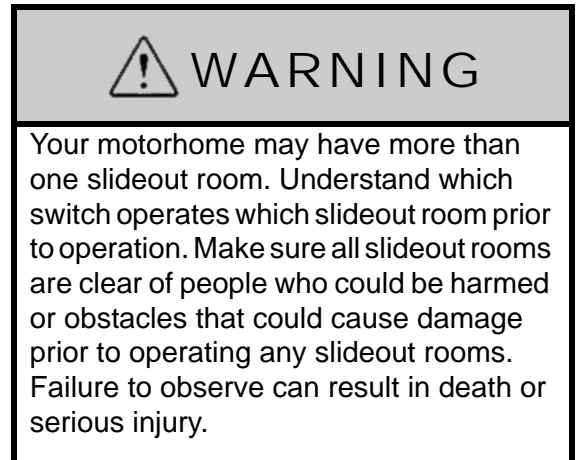 WARNING
Your motorhome may have more than
one slideout room. Understand which
switch operates which slideout room prior
to operation. Make sure all slideout rooms
are clear of people who could be harmed
or obstacles that could cause damage
prior to operating any slideout rooms.
Failure to observe can result in death or
serious injury.